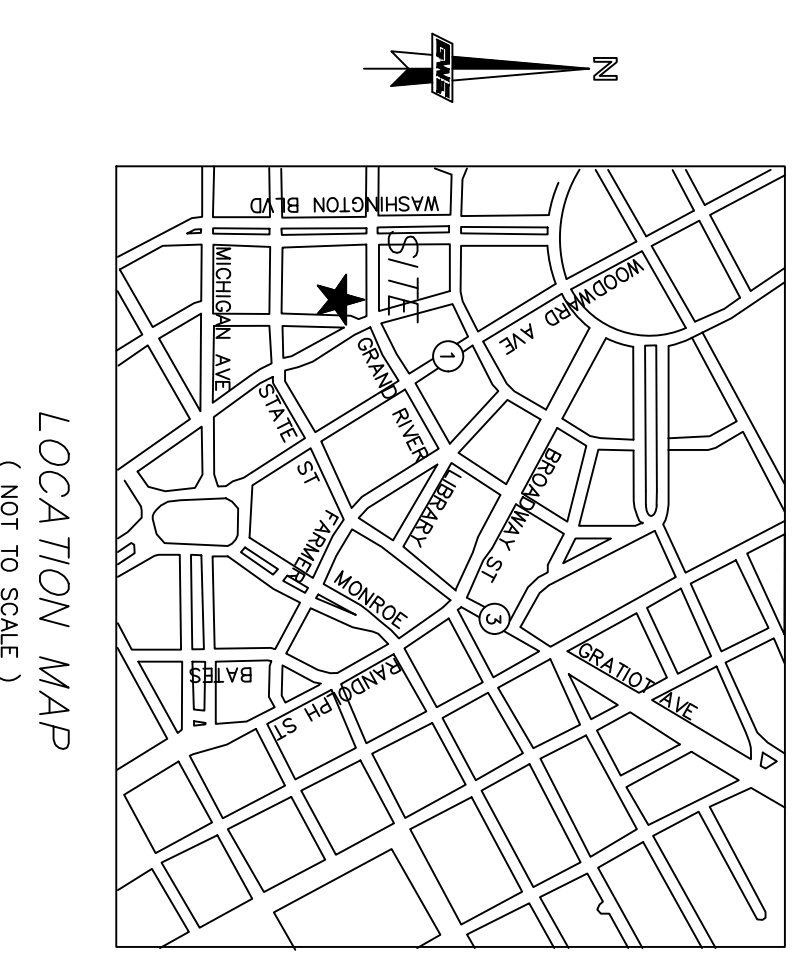 N
GWE
WASHINGTON BLVD
SITE
MICHIGAN AVE
WOODWARD AVE
1
GRAND RIVER
STATE ST
LIBRARY
BROADWAY ST
FARMER
MONROE
3
BATES
RANDOLPH ST
GRATIOT AVE
LOCATION MAP
( NOT TO SCALE )